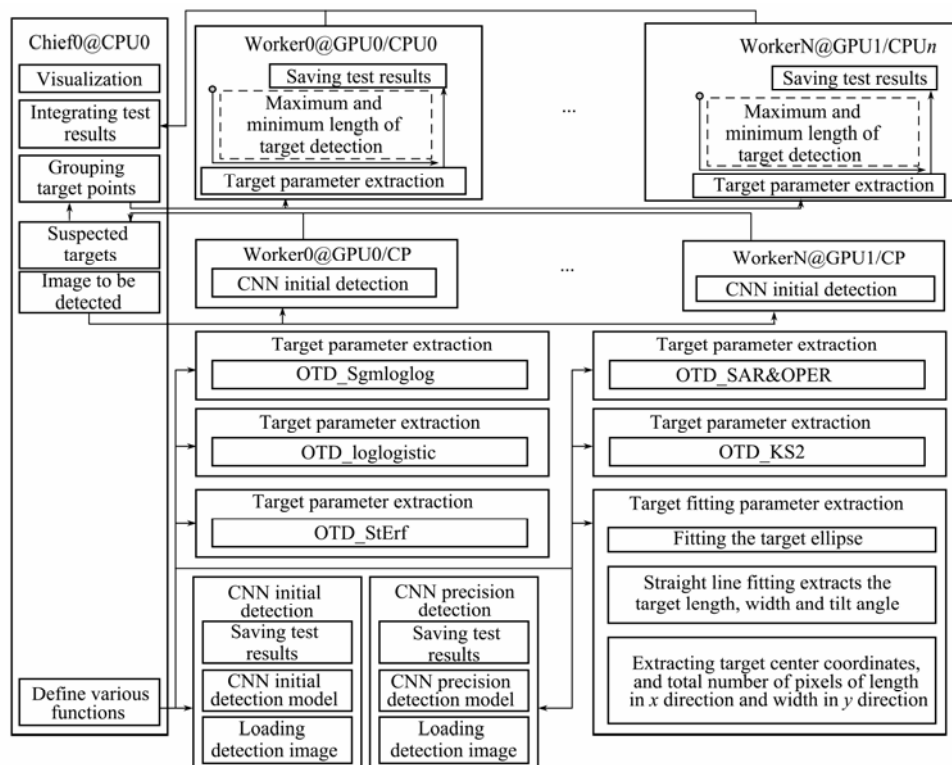 Chief0@CPU0
Visualization
Integrating test
results
Grouping
target points
Suspected
targets
Image to be
detected
Define various
functions
Worker0@GPU0/CPU0
Saving test results
Maximum and
minimum length of
target detection
Target parameter extraction
...
WorkerN@GPU1/CPUn
Saving test results
Maximum and
minimum length of
target detection
Target parameter extraction
Worker0@GPU0/CP
CNN initial detection
...
WorkerN@GPU1/CP
CNN initial detection
Target parameter extraction
OTD_Sgmloglog
Target parameter extraction
OTD_loglogistic
Target parameter extraction
OTD_StErf
Target parameter extraction
OTD_SAR&OPER
Target parameter extraction
OTD_KS2
Target fitting parameter extraction
Fitting the target ellipse
Straight line fitting extracts the
target length, width and tilt angle
Extracting target center coordinates,
and total number of pixels of length
in x direction and width in y direction
CNN initial
detection
Saving test
results
CNN initial
detection model
Loading
detection image
CNN precision
detection
Saving test
results
CNN precision
detection model
Loading
detection image